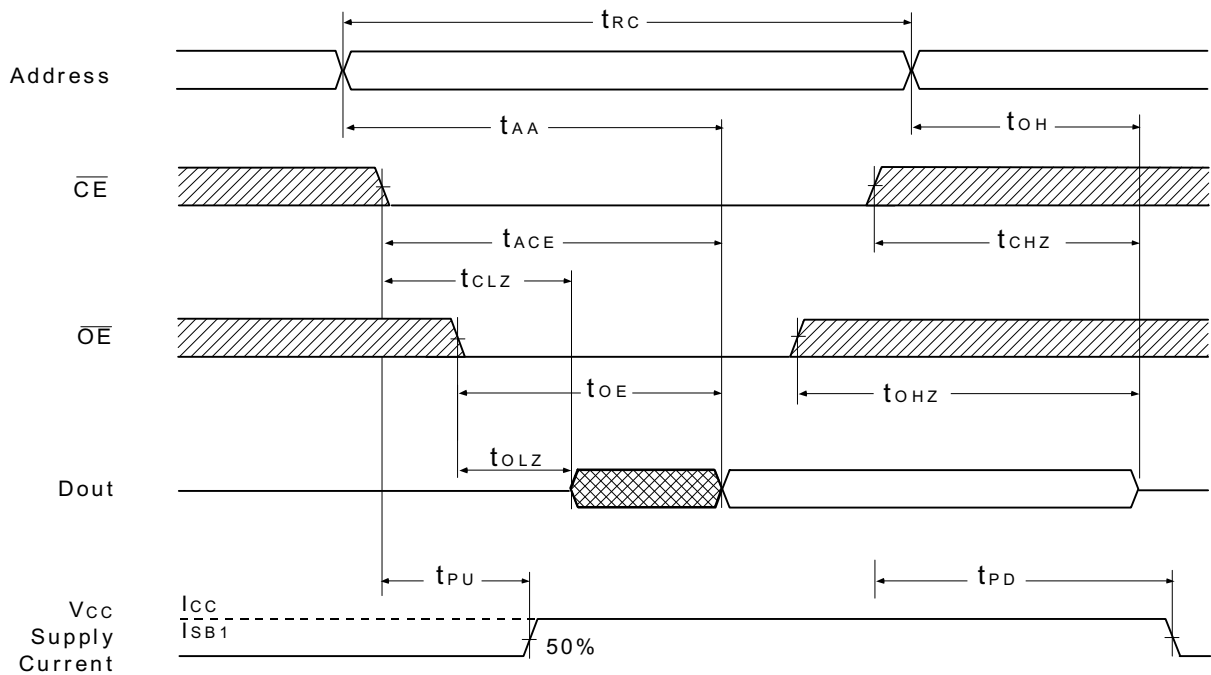 tRC
Address
tAA
tOH
CE
tACE
tCHZ
tCLZ
OE
tOE
tOHZ
tOLZ
Dout
tPU
tPD
VCC
Supply
Current
ICC
ISB1
50%